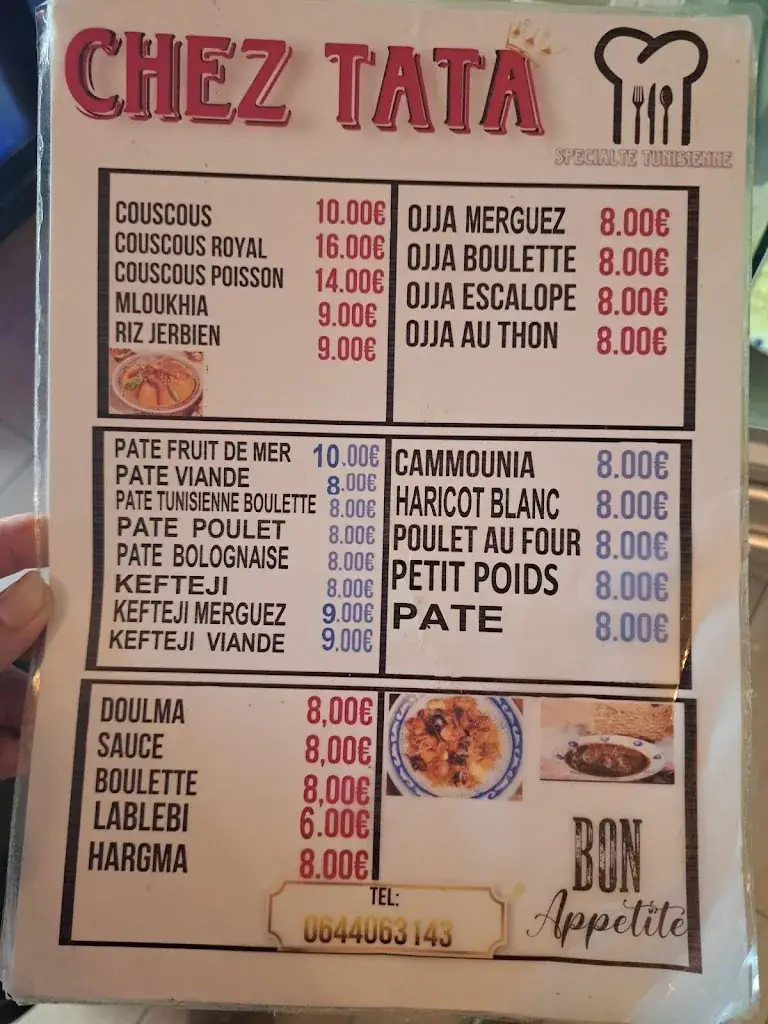 CHEZ TATA
SPECIALTE TUNISIENNE
COUSCOUS 10.00€
COUSCOUS ROYAL 16.00€
COUSCOUS POISSON 14.00€
MLOUKHIA 9.00€
RIZ JERBIEN 9.00€
OJJA MERGUEZ 8.00€
OJJA BOULETTE 8.00€
OJJA ESCALOPE 8.00€
OJJA AU THON 8.00€
PATE FRUIT DE MER 10.00€
PATE VIANDE 8.00€
PATE TUNISIENNE BOULETTE 8.00€
PATE POULET 8.00€
PATE BOLOGNAISE 8.00€
KEFTEJI 8.00€
KEFTEJI MERGUEZ 9.00€
KEFTEJI VIANDE 9.00€
CAMMOUNIA 8.00€
HARICOT BLANC 8.00€
POULET AU FOUR 8.00€
PETIT POIDS 8.00€
PATE 8.00€
DOULMA 8,00€
SAUCE 8,00€
BOULETTE 8,00€
LABLEBI 6.00€
HARGMA 8.00€
BON
Appétité
TEL:
0644063143